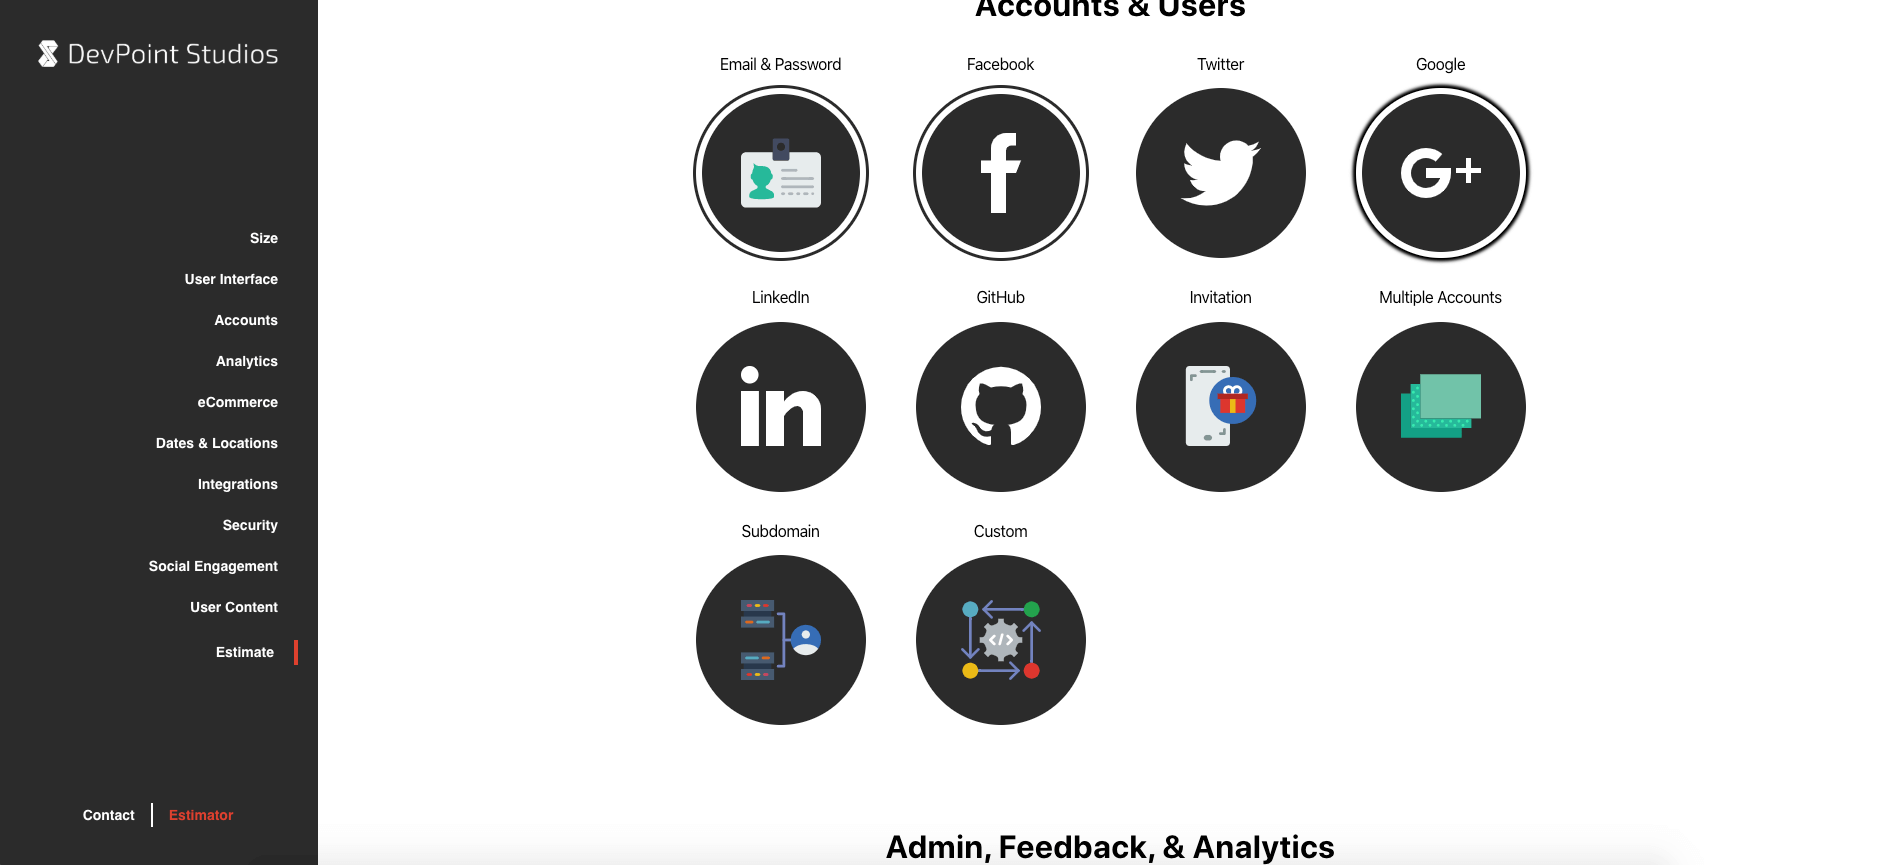 DevPoint Studios
Size
User Interface
Accounts
Analytics
eCommerce
Dates & Locations
Integrations
Security
Social Engagement
User Content
Estimate
Contact
Estimator
Accounts & Users
Email & Password
Facebook
Twitter
Google
G+
LinkedIn
GitHub
Invitation
Multiple Accounts
in
</>
Subdomain
Custom
Admin, Feedback, & Analytics